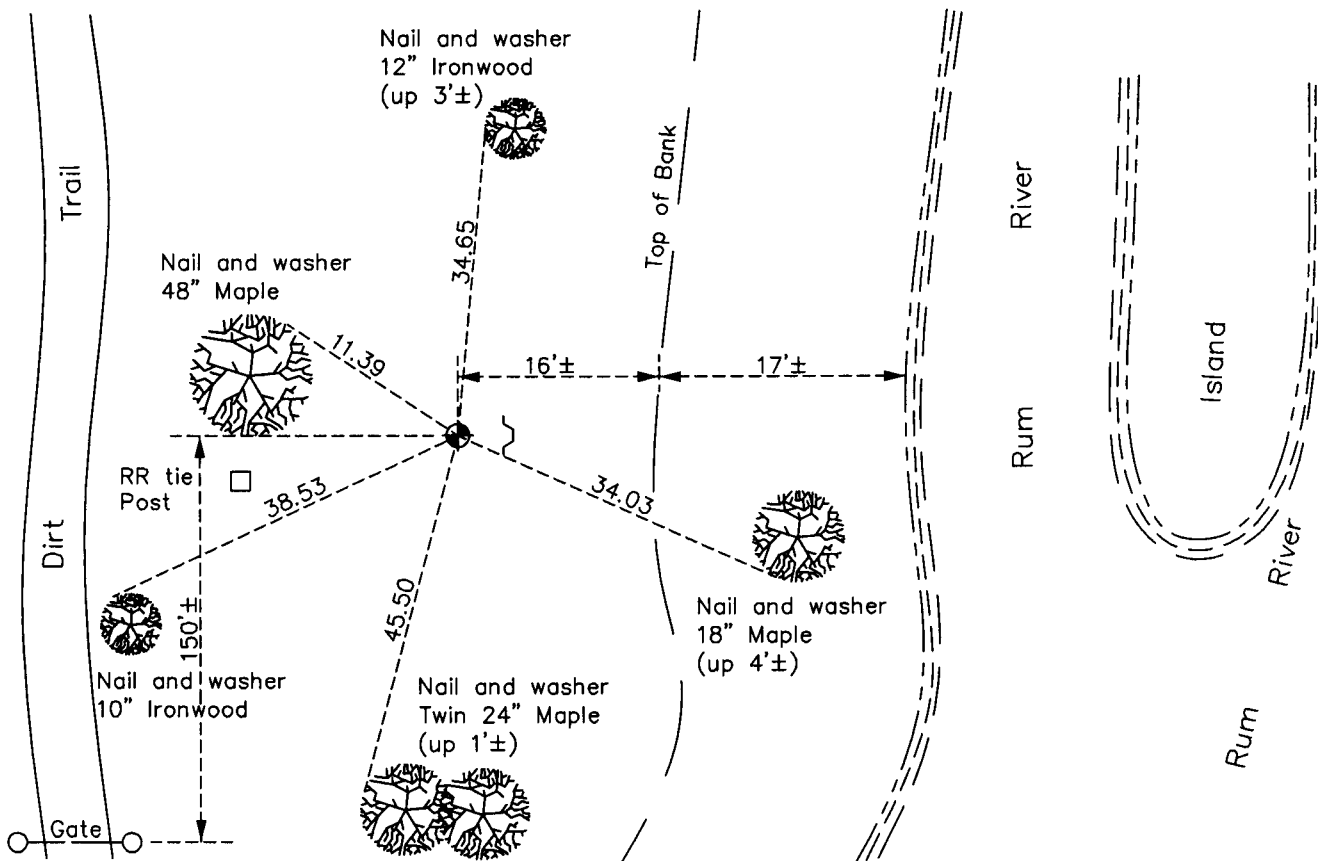 Nail and washer
12" Ironwood
(up 3'±)
Trail
Top of Bank
River
34.65
Nail and washer
48" Maple
11.39
16'±
17'±
Island
Rum
RR tie
Post
38.53
34.03
Dirt
River
150'±
45.50
Nail and washer
18" Maple
(up 4'±)
Nail and washer
10" Ironwood
Nail and washer
Twin 24" Maple
(up 1'±)
Rum
Gate